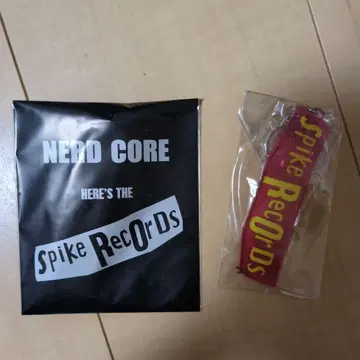 NERD CORE
HERE'S THE
Spike RecOrDs
Spike RecOrDs